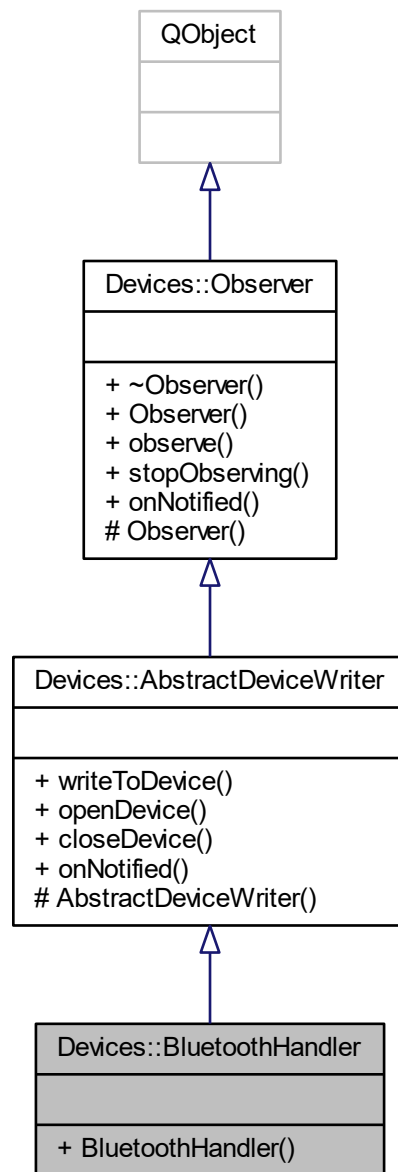 QObject
Devices::Observer
+ ~Observer()
+ Observer()
+ observe()
+ stopObserving()
+ onNotified()
# Observer()
Devices::AbstractDeviceWriter
+ writeToDevice()
+ openDevice()
+ closeDevice()
+ onNotified()
# AbstractDeviceWriter()
Devices::BluetoothHandler
+ BluetoothHandler()